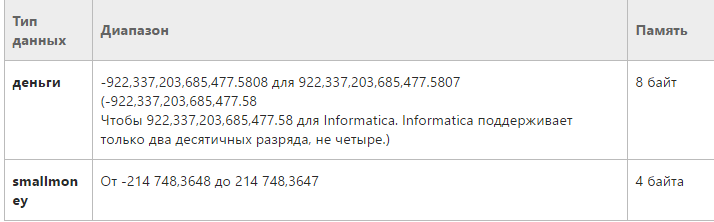 Тип данных
Диапазон
Память
деньги
-922,337,203,685,477.5808 для 922,337,203,685,477.5807
(-922,337,203,685,477.58
Чтобы 922,337,203,685,477.58 для Informatica. Informatica поддерживает
только два десятичных разряда, не четыре.)
8 байт
smallmon
ey
От -214 748,3648 до 214 748,3647
4 байта